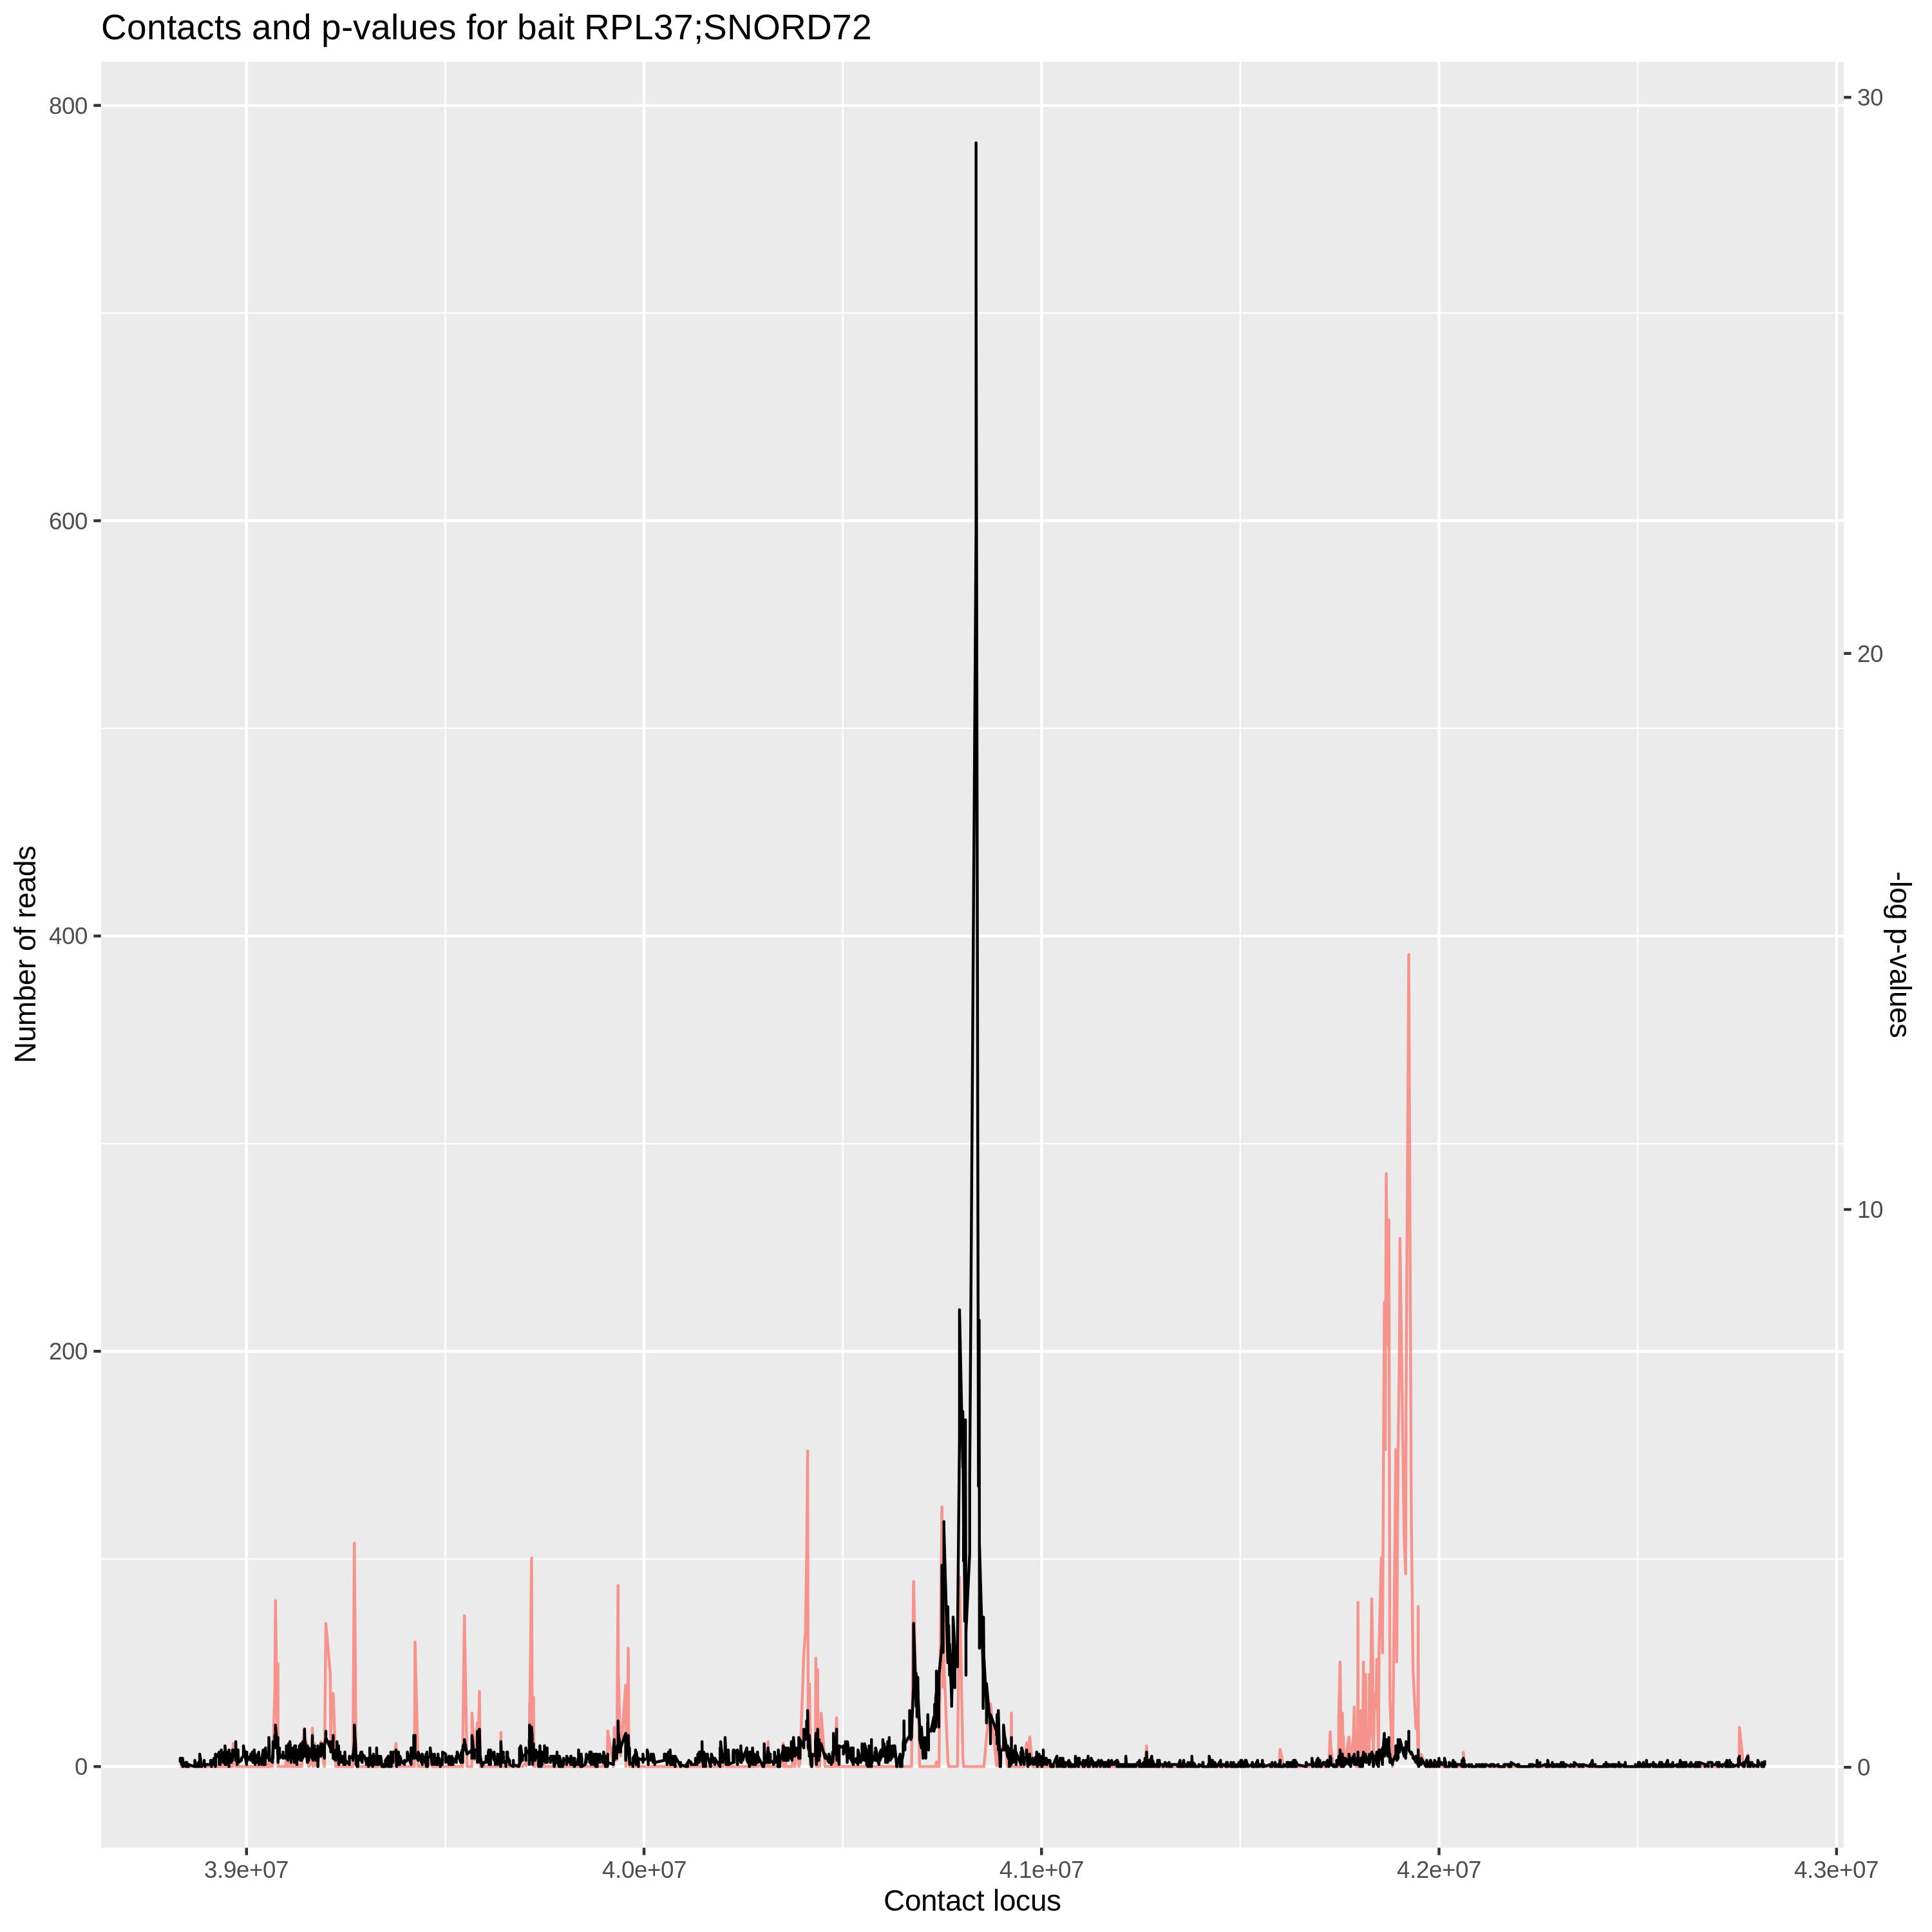 Contacts and p-values for bait RPL37;SNORD72
800
600
400
200
0
Number of reads
30
20
10
0
-log p-values
3.9e+07
4.0e+07
4.1e+07
4.2e+07
4.3e+07
Contact locus